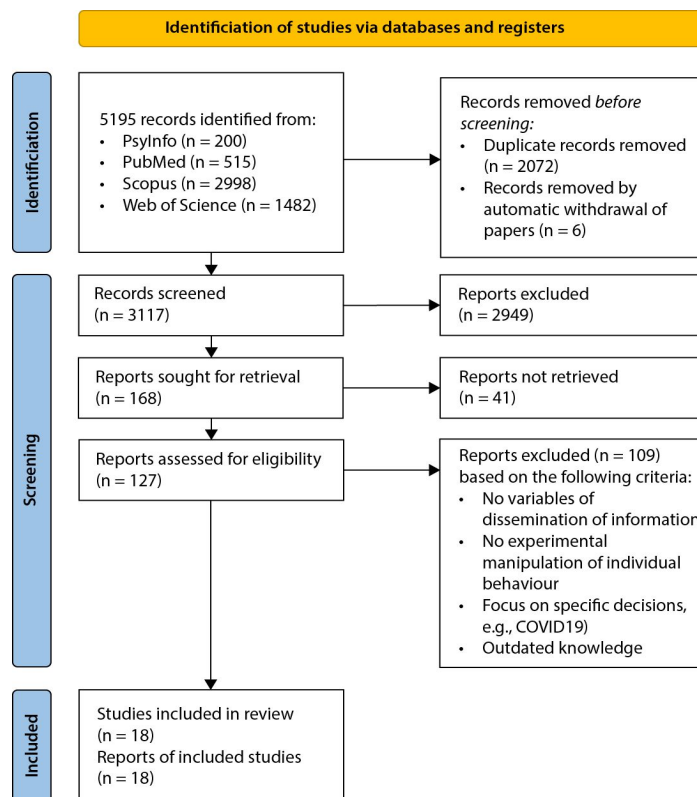 Identificiation of studies via databases and registers
Identificiation
5195 records identified from:
• PsyInfo (n = 200)
• PubMed (n = 515)
• Scopus (n = 2998)
• Web of Science (n = 1482)
Records removed before
screening:
• Duplicate records removed
(n = 2072)
• Records removed by
automatic withdrawal of
papers (n = 6)
Screening
Records screened
(n = 3117)
Reports excluded
(n = 2949)
Reports sought for retrieval
(n = 168)
Reports not retrieved
(n = 41)
Reports assessed for eligibility
(n = 127)
Reports excluded (n = 109)
based on the following criteria:
• No variables of
dissemination of information
• No experimental
manipulation of individual
behaviour
• Focus on specific decisions,
e.g., COVID19)
• Outdated knowledge
Included
Studies included in review
(n = 18)
Reports of included studies
(n = 18)